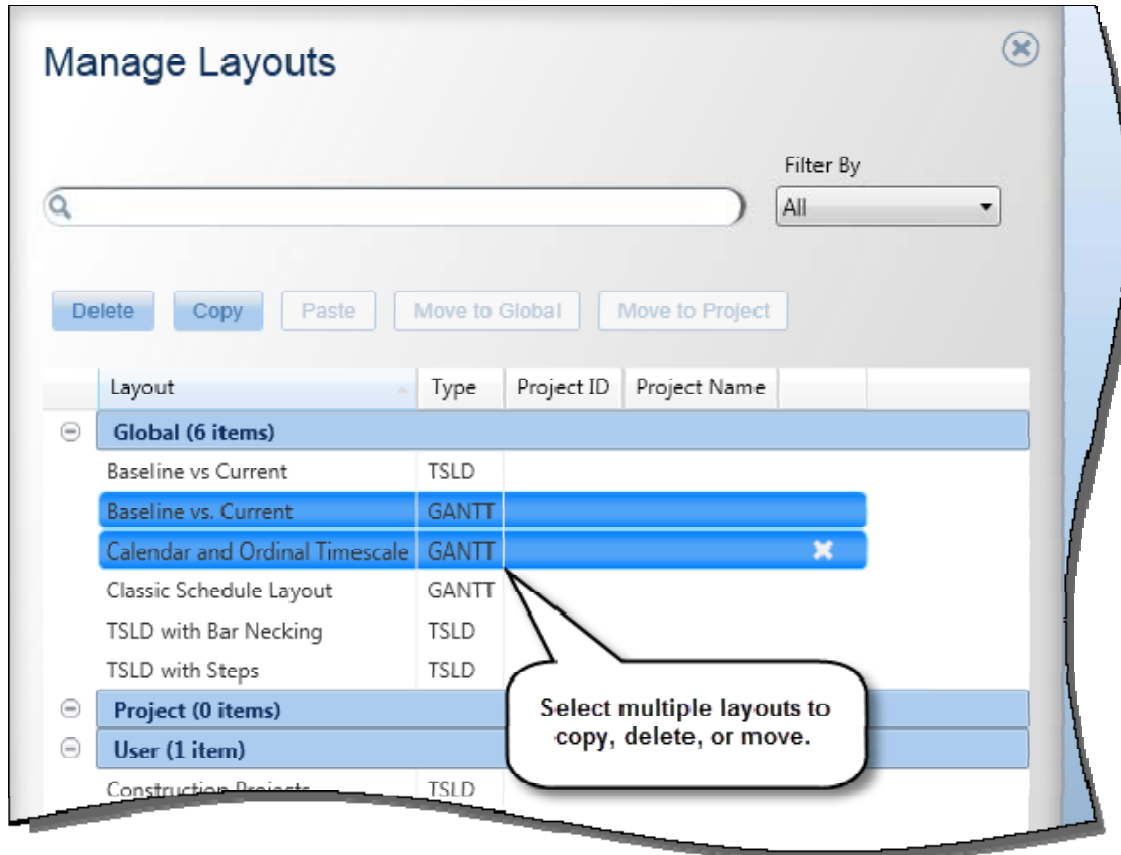 Manage Layouts
Filter By
All
Delete Copy Paste Move to Global Move to Project
Layout Type Project ID Project Name
Global (6 items)
Baseline vs Current TSLD
Baseline vs. Current GANTT
Calendar and Ordinal Timescale GANTT
Classic Schedule Layout GANTT
TSLD with Bar Necking TSLD
TSLD with Steps TSLD
Project (0 items)
User (1 item)
Construction Projects TSLD
Select multiple layouts to
copy, delete, or move.